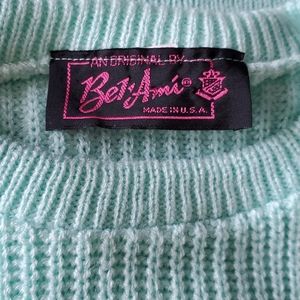 AN ORIGINAL BY
Bel-Ami ®
MADE IN U.S.A.